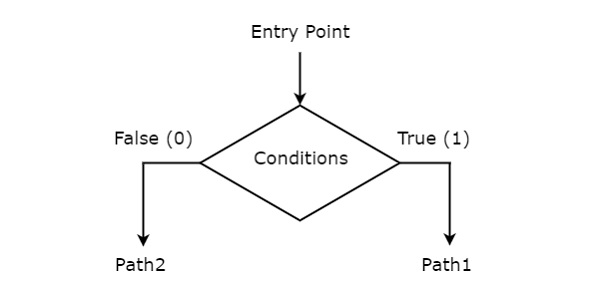 Entry Point
False (0)
True (1)
Conditions
Path2
Path1